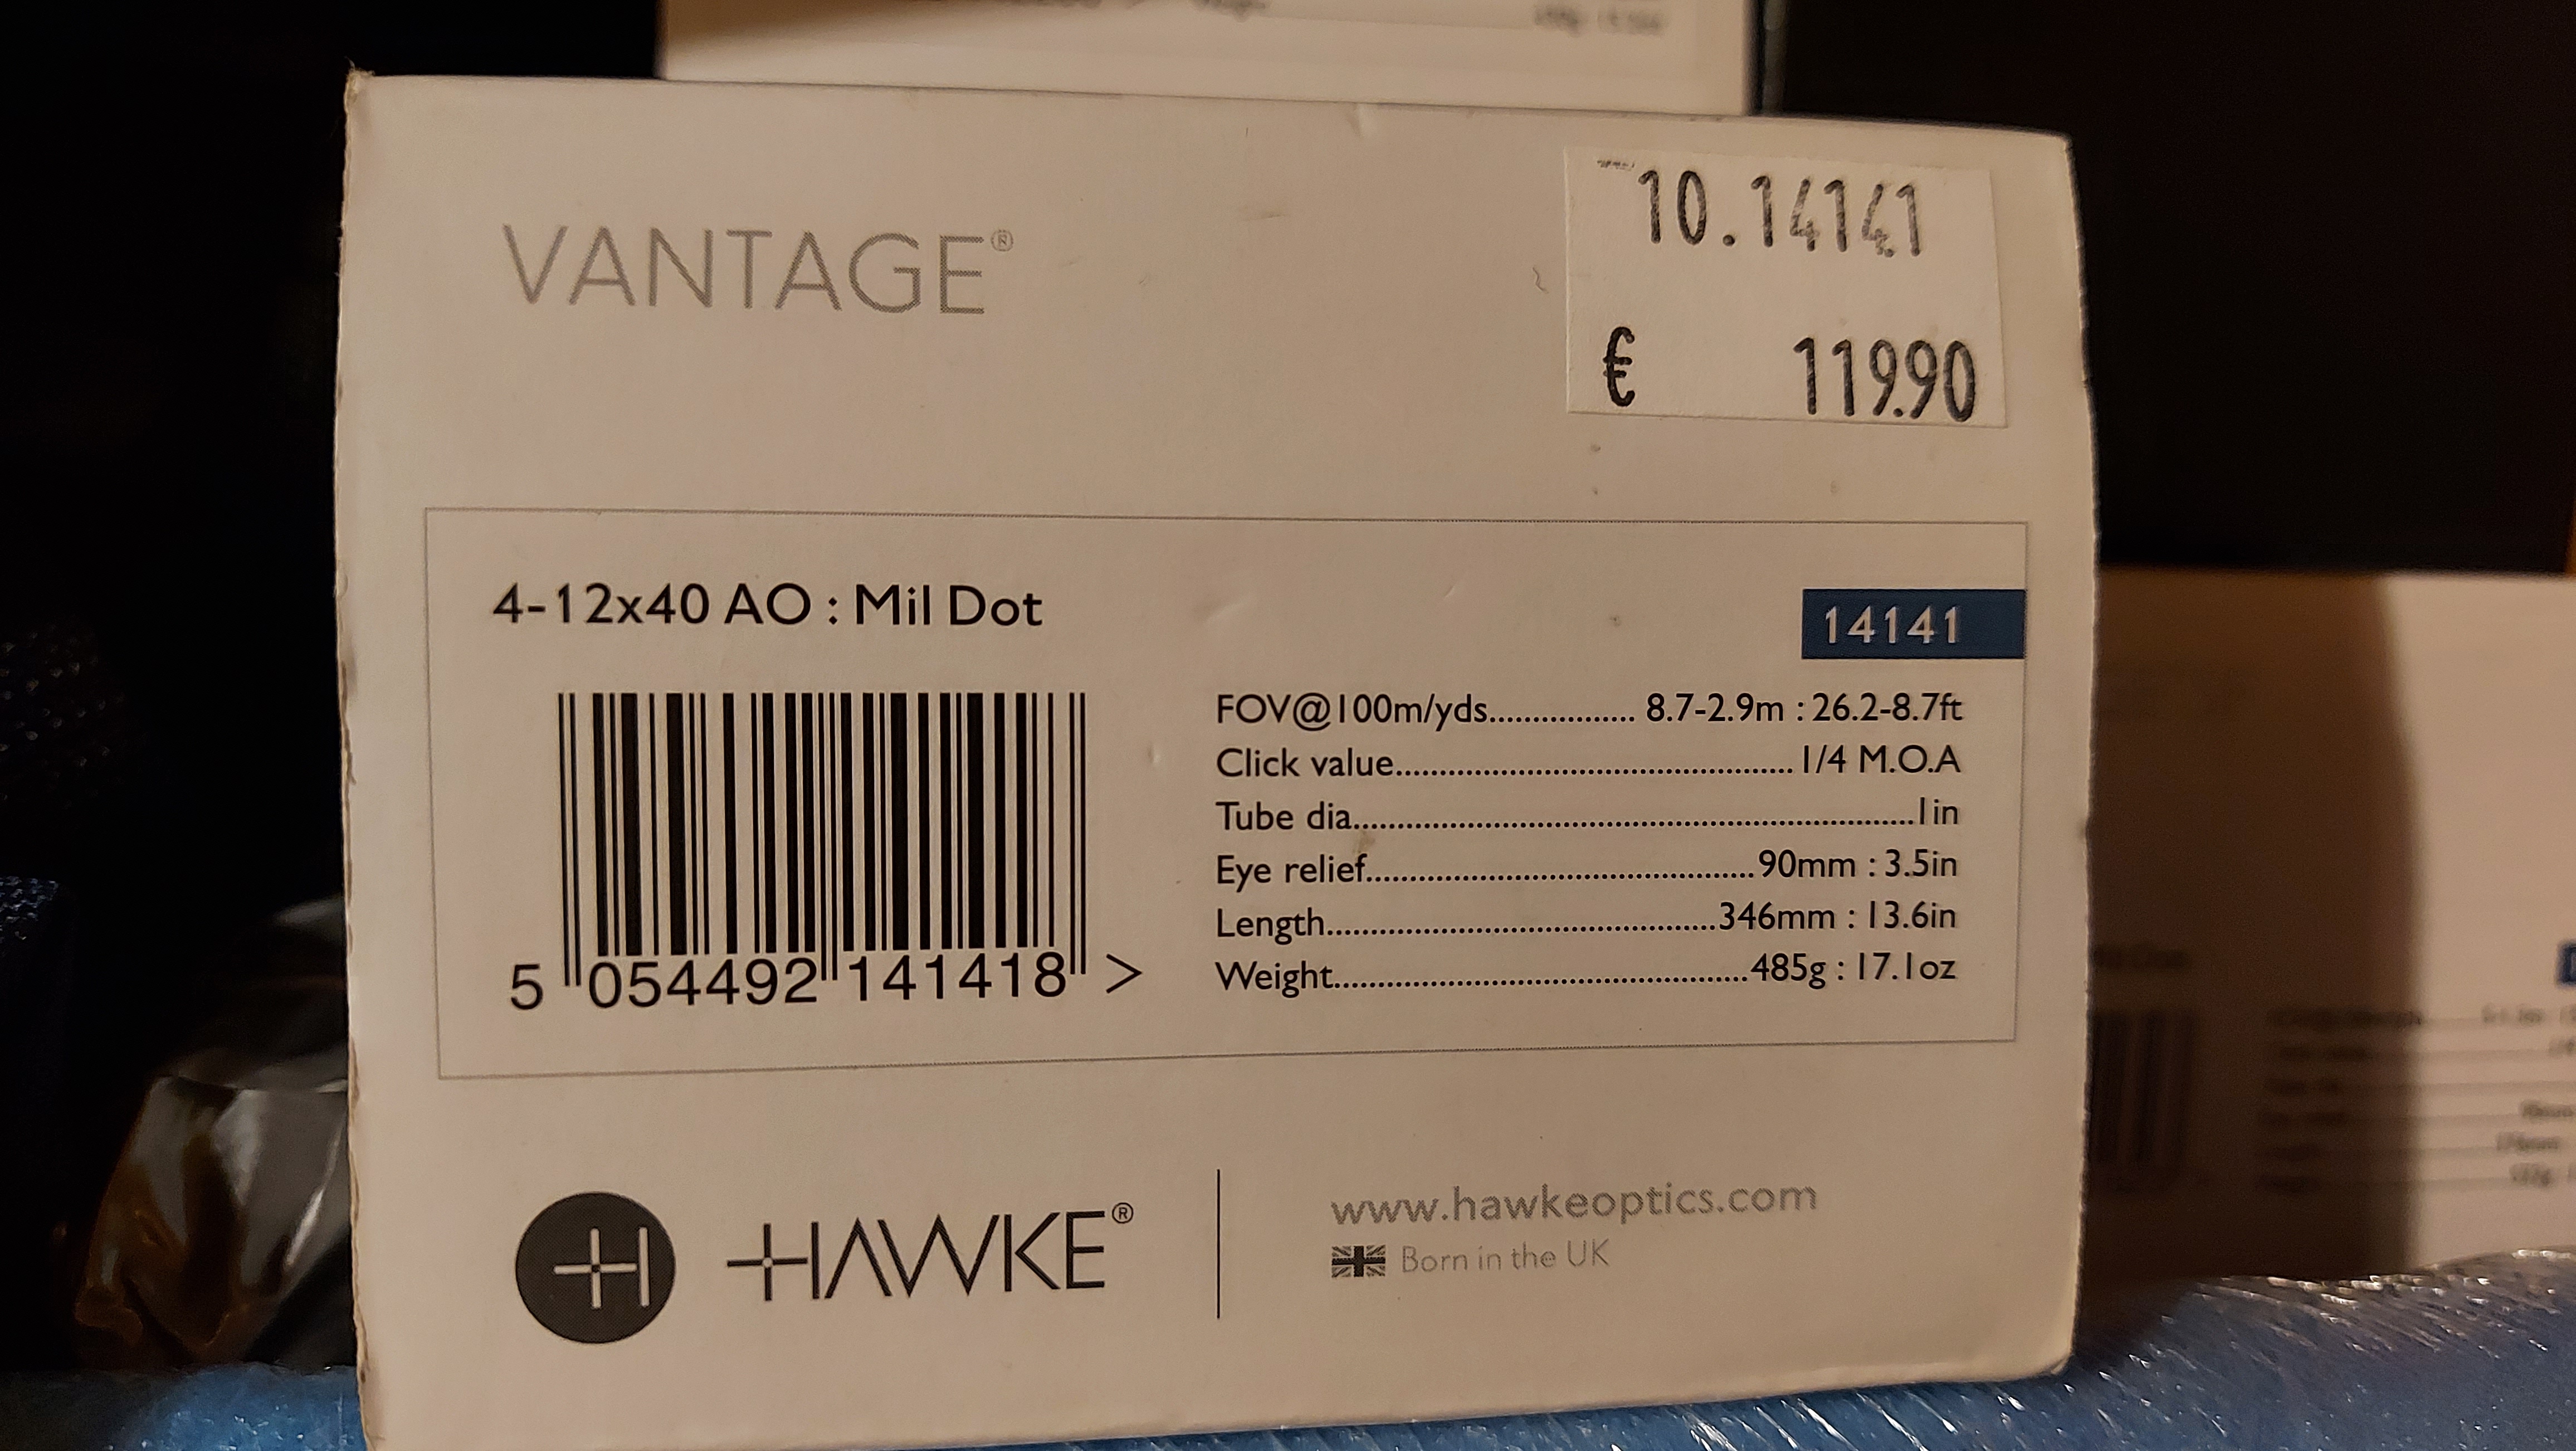 10.14141
€ 119.90
VANTAGE®
4-12x40 AO : Mil Dot
14141
FOV@100m/yds................. 8.7-2.9m : 26.2-8.7ft
Click value.......................................... 1/4 M.O.A
Tube dia............................................................1in
Eye relief.........................................90mm : 3.5in
Length.........................................346mm : 13.6in
Weight...........................................485g : 17.1oz
5 054492 141418 >
HAWKE®
www.hawkeoptics.com
Born in the UK